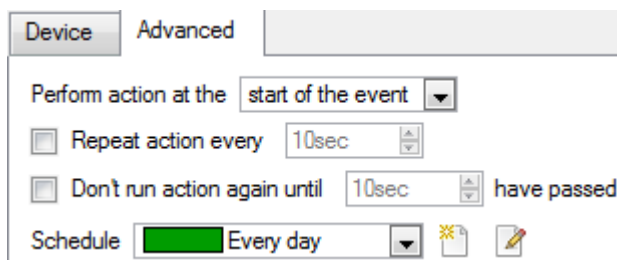 Device Advanced
Perform action at the start of the event
Repeat action every 10sec
Don't run action again until 10sec have passed
Schedule Every day